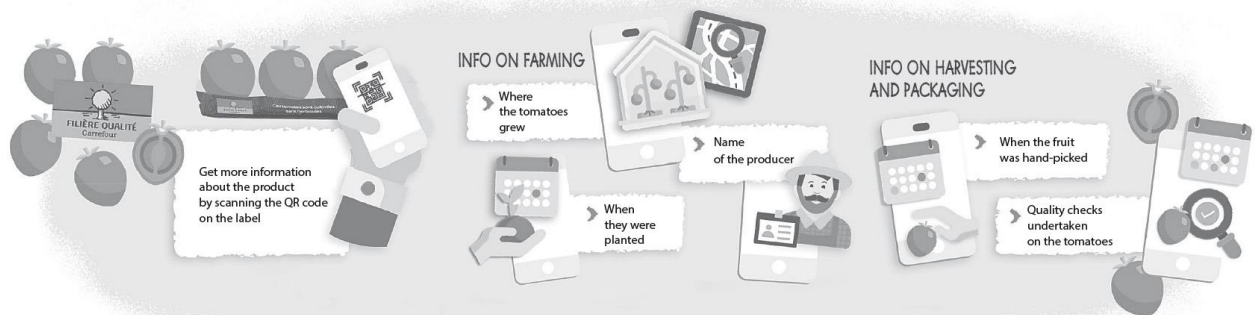 FILIÈRE QUALITÉ
Carrefour
Get more information
about the product
by scanning the QR code
on the label
INFO ON FARMING
Where
the tomatoes
grew
Name
of the producer
When
they were
planted
INFO ON HARVESTING
AND PACKAGING
When the fruit
was hand-picked
Quality checks
undertaken
on the tomatoes